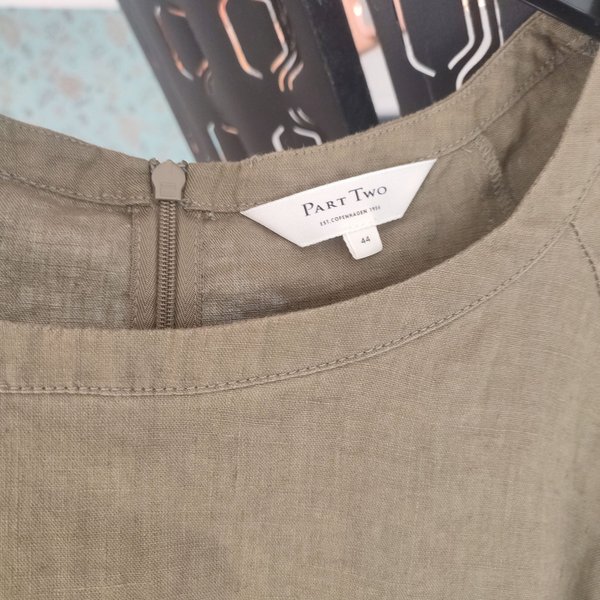 PART TWO
EST. COPENHAGEN 1986
44